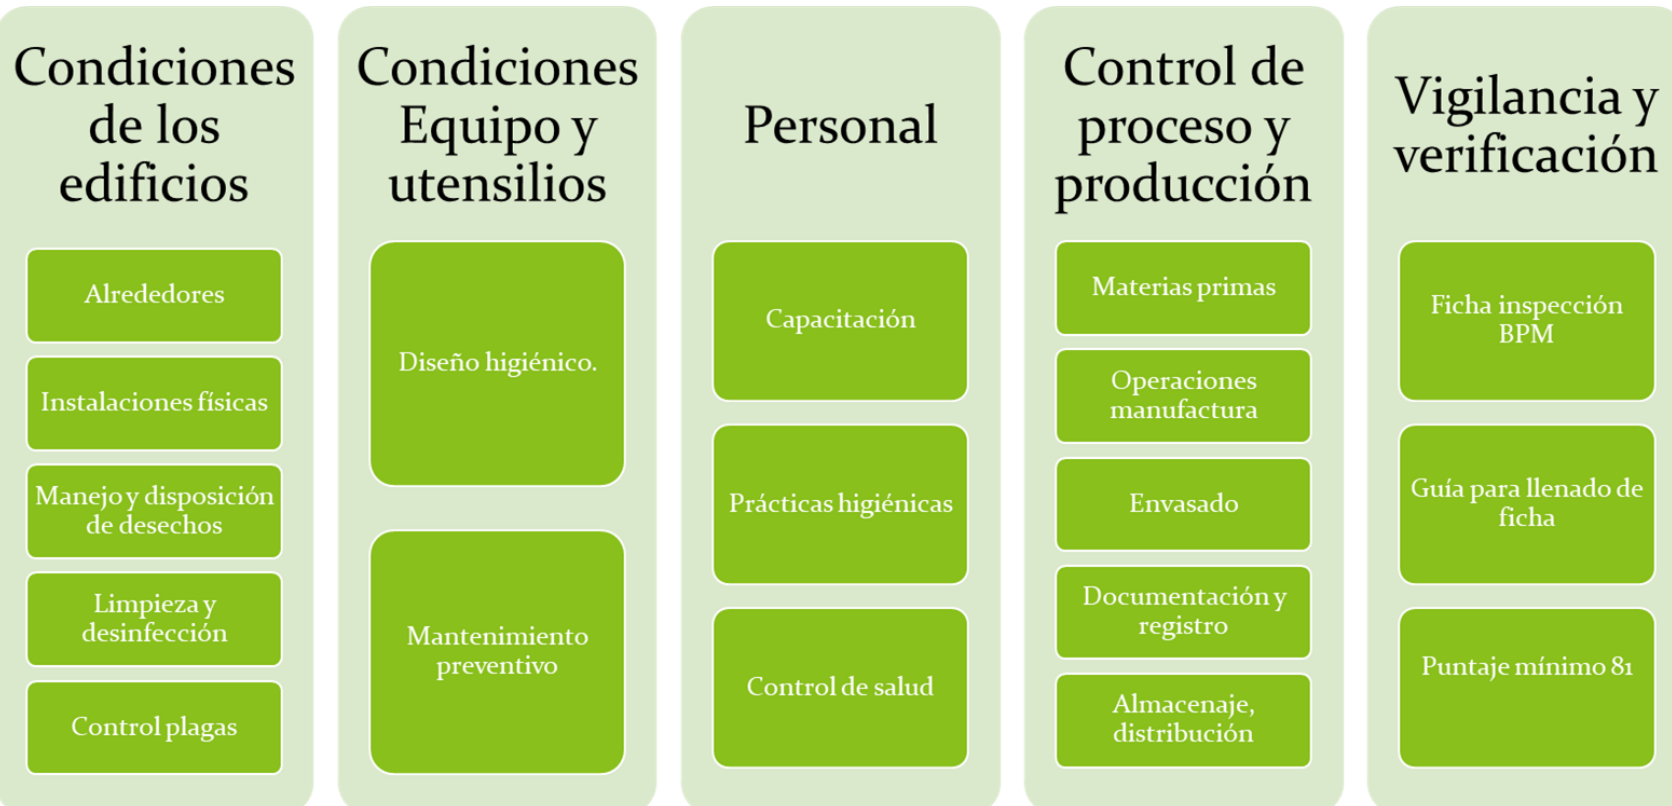 Condiciones
de los
edificios
Alrededores
Instalaciones físicas
Manejo y disposición
de desechos
Limpieza y
desinfección
Control plagas
Condiciones
Equipo y
utensilios
Diseño higiénico.
Mantenimiento
preventivo
Personal
Capacitación
Prácticas higiénicas
Control de salud
Control de
proceso y
producción
Materias primas
Operaciones
manufactura
Envasado
Documentación y
registro
Almacenaje,
distribución
Vigilancia y
verificación
Ficha inspección
BPM
Guía para llenado de
ficha
Puntaje mínimo 81